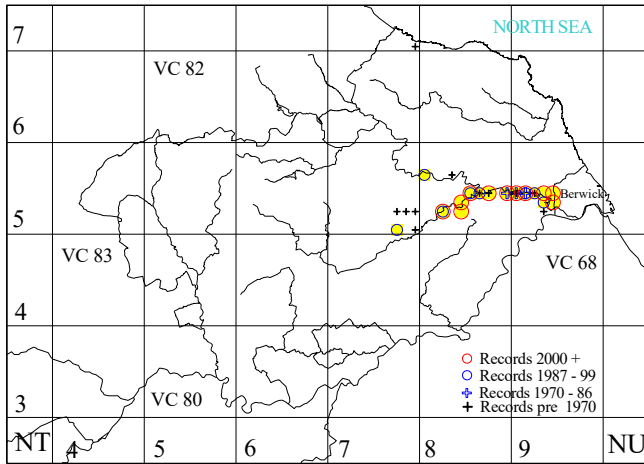 7
NORTH SEA
VC 82
6
Berwick
5
VC 83
VC 68
4
Records 2000 +
Records 1987 - 99
VC 80
Records 1970 - 86
3
Records pre 1970
NT 4 5 6 7 8 9 NU